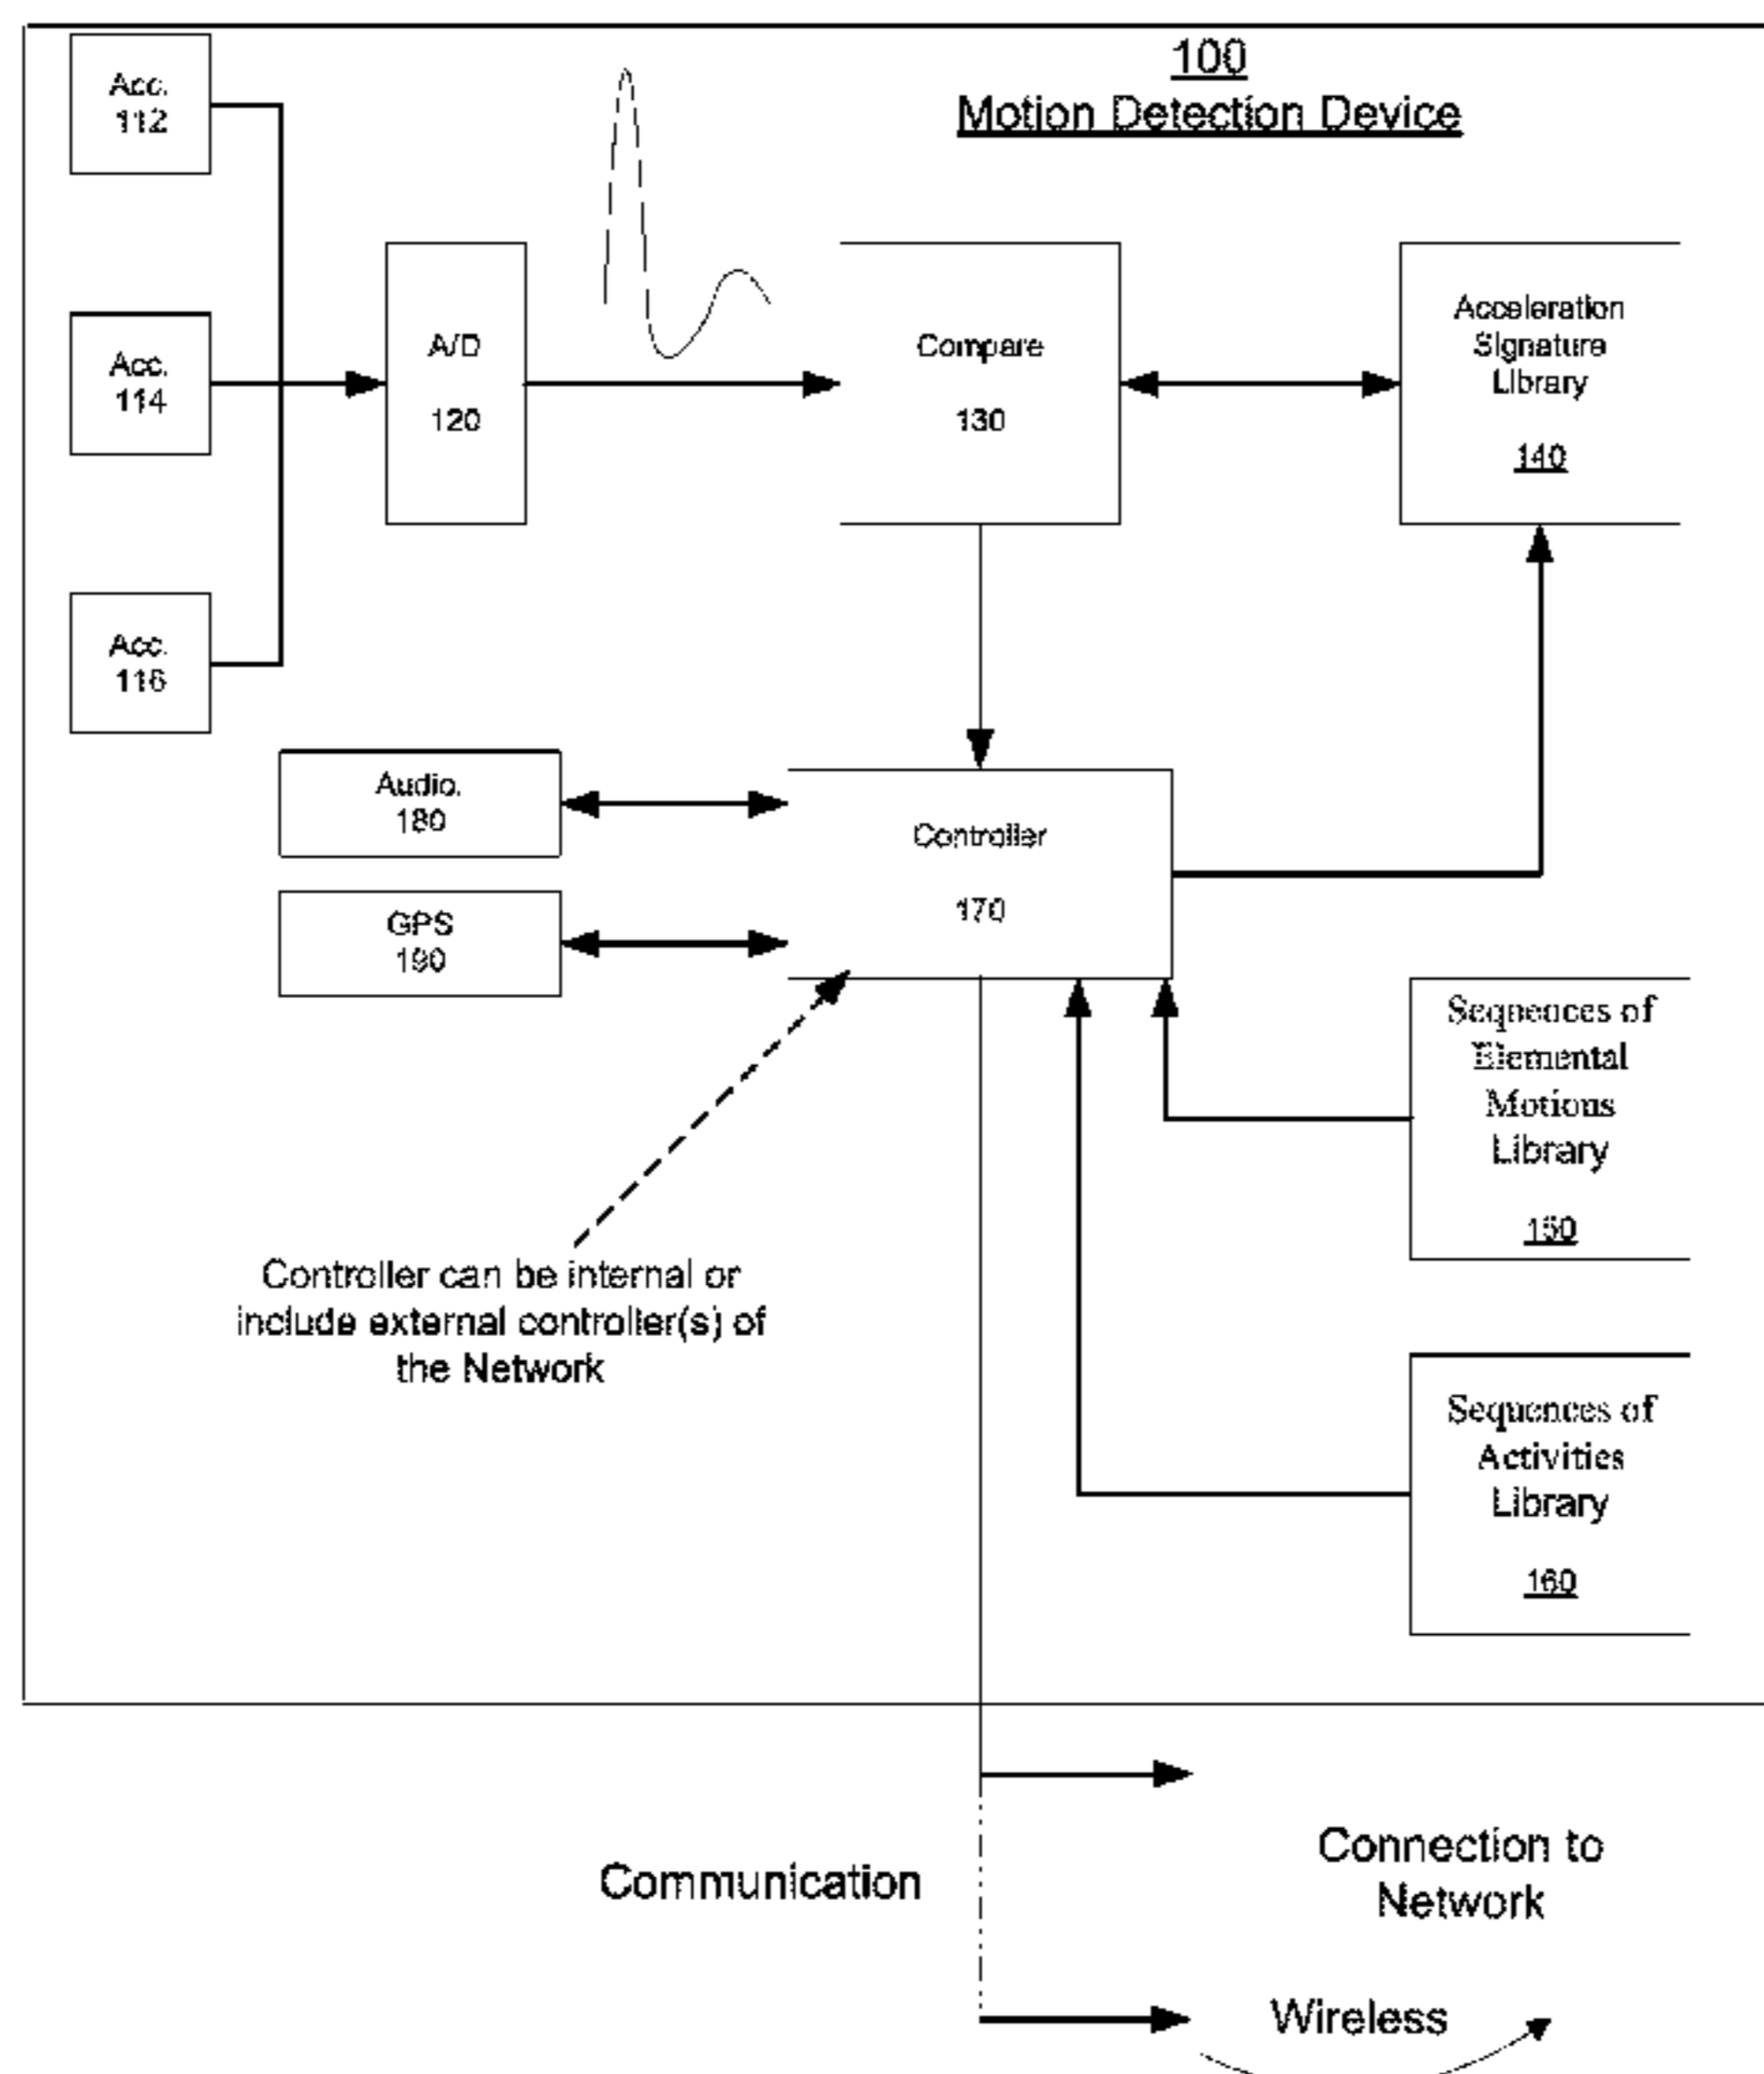 100
Motion Detection Device
Acc.
112
Acc.
114
Acc.
116
A/D
120
Compare
130
Acceleration
Signature
Library
140
Audio.
180
GPS
190
Controller
170
Sequences of
Elemental
Motions
Library
150
Controller can be internal or
include external controller(s) of
the Network
Sequences of
Activities
Library
160
Communication
Connection to
Network
Wireless